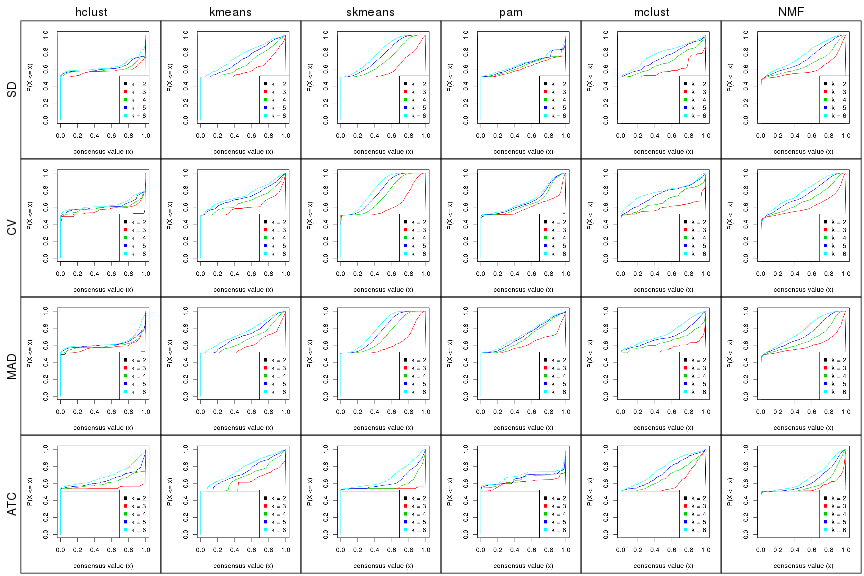 hclust kmeans skmeans pam mclust NMF
SD
CV
MAD
ATC
P(X <= x)
0.0 0.2 0.4 0.6 0.8 1.0
consensus value (x)
k = 2
k = 3
k = 4
k = 5
k = 6